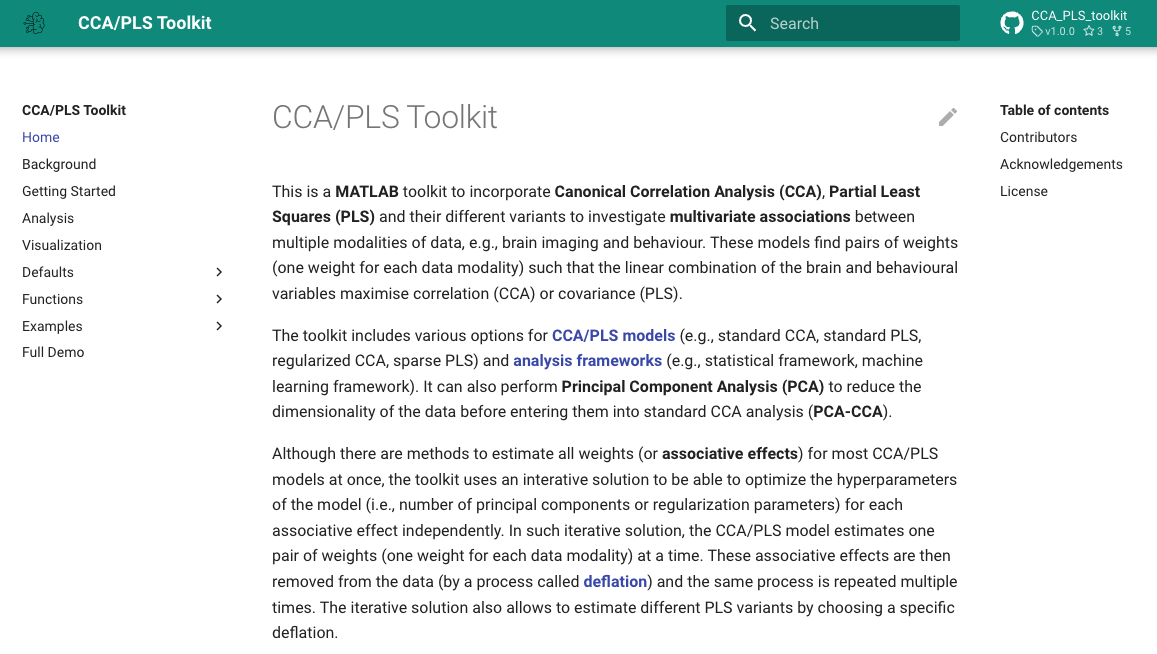 CCA/PLS Toolkit
Search
CCA_PLS_toolkit
v1.0.0 3 5
CCA/PLS Toolkit
Home
Background
Getting Started
Analysis
Visualization
Defaults
Functions
Examples
Full Demo
CCA/PLS Toolkit
This is a MATLAB toolkit to incorporate Canonical Correlation Analysis (CCA), Partial Least
Squares (PLS) and their different variants to investigate multivariate associations between
multiple modalities of data, e.g., brain imaging and behaviour. These models find pairs of weights
(one weight for each data modality) such that the linear combination of the brain and behavioural
variables maximise correlation (CCA) or covariance (PLS).
The toolkit includes various options for CCA/PLS models (e.g., standard CCA, standard PLS,
regularized CCA, sparse PLS) and analysis frameworks (e.g., statistical framework, machine
learning framework). It can also perform Principal Component Analysis (PCA) to reduce the
dimensionality of the data before entering them into standard CCA analysis (PCA-CCA).
Although there are methods to estimate all weights (or associative effects) for most CCA/PLS
models at once, the toolkit uses an interative solution to be able to optimize the hyperparameters
of the model (i.e., number of principal components or regularization parameters) for each
associative effect independently. In such iterative solution, the CCA/PLS model estimates one
pair of weights (one weight for each data modality) at a time. These associative effects are then
removed from the data (by a process called deflation) and the same process is repeated multiple
times. The iterative solution also allows to estimate different PLS variants by choosing a specific
deflation.
Table of contents
Contributors
Acknowledgements
License